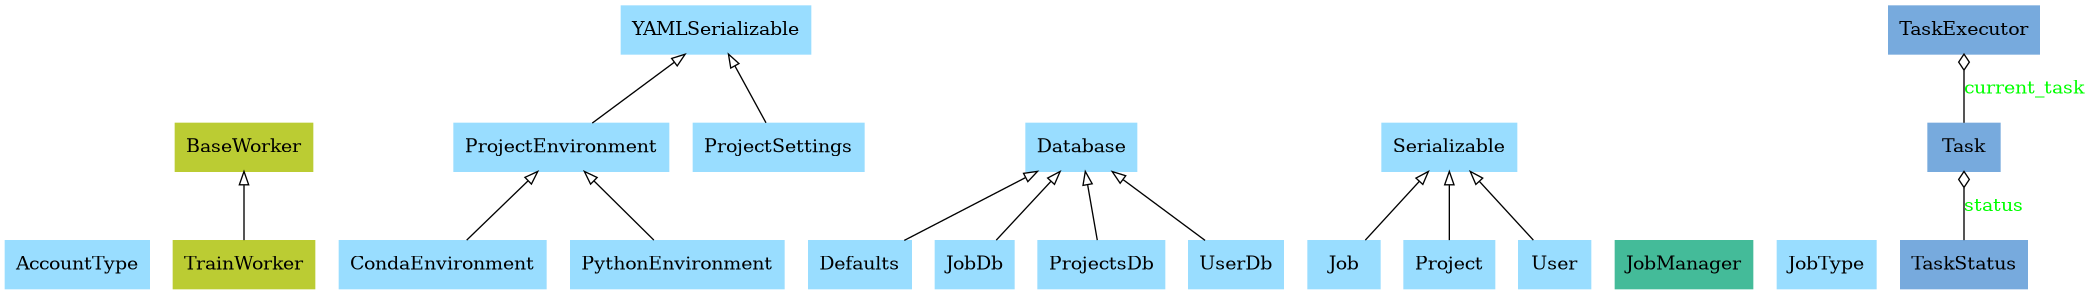 YAMLSerializable
TaskExecutor
current_task
BaseWorker
ProjectEnvironment
ProjectSettings
Database
Serializable
Task
status
AccountType
TrainWorker
CondaEnvironment
PythonEnvironment
Defaults
JobDb
ProjectsDb
UserDb
Job
Project
User
JobManager
JobType
TaskStatus